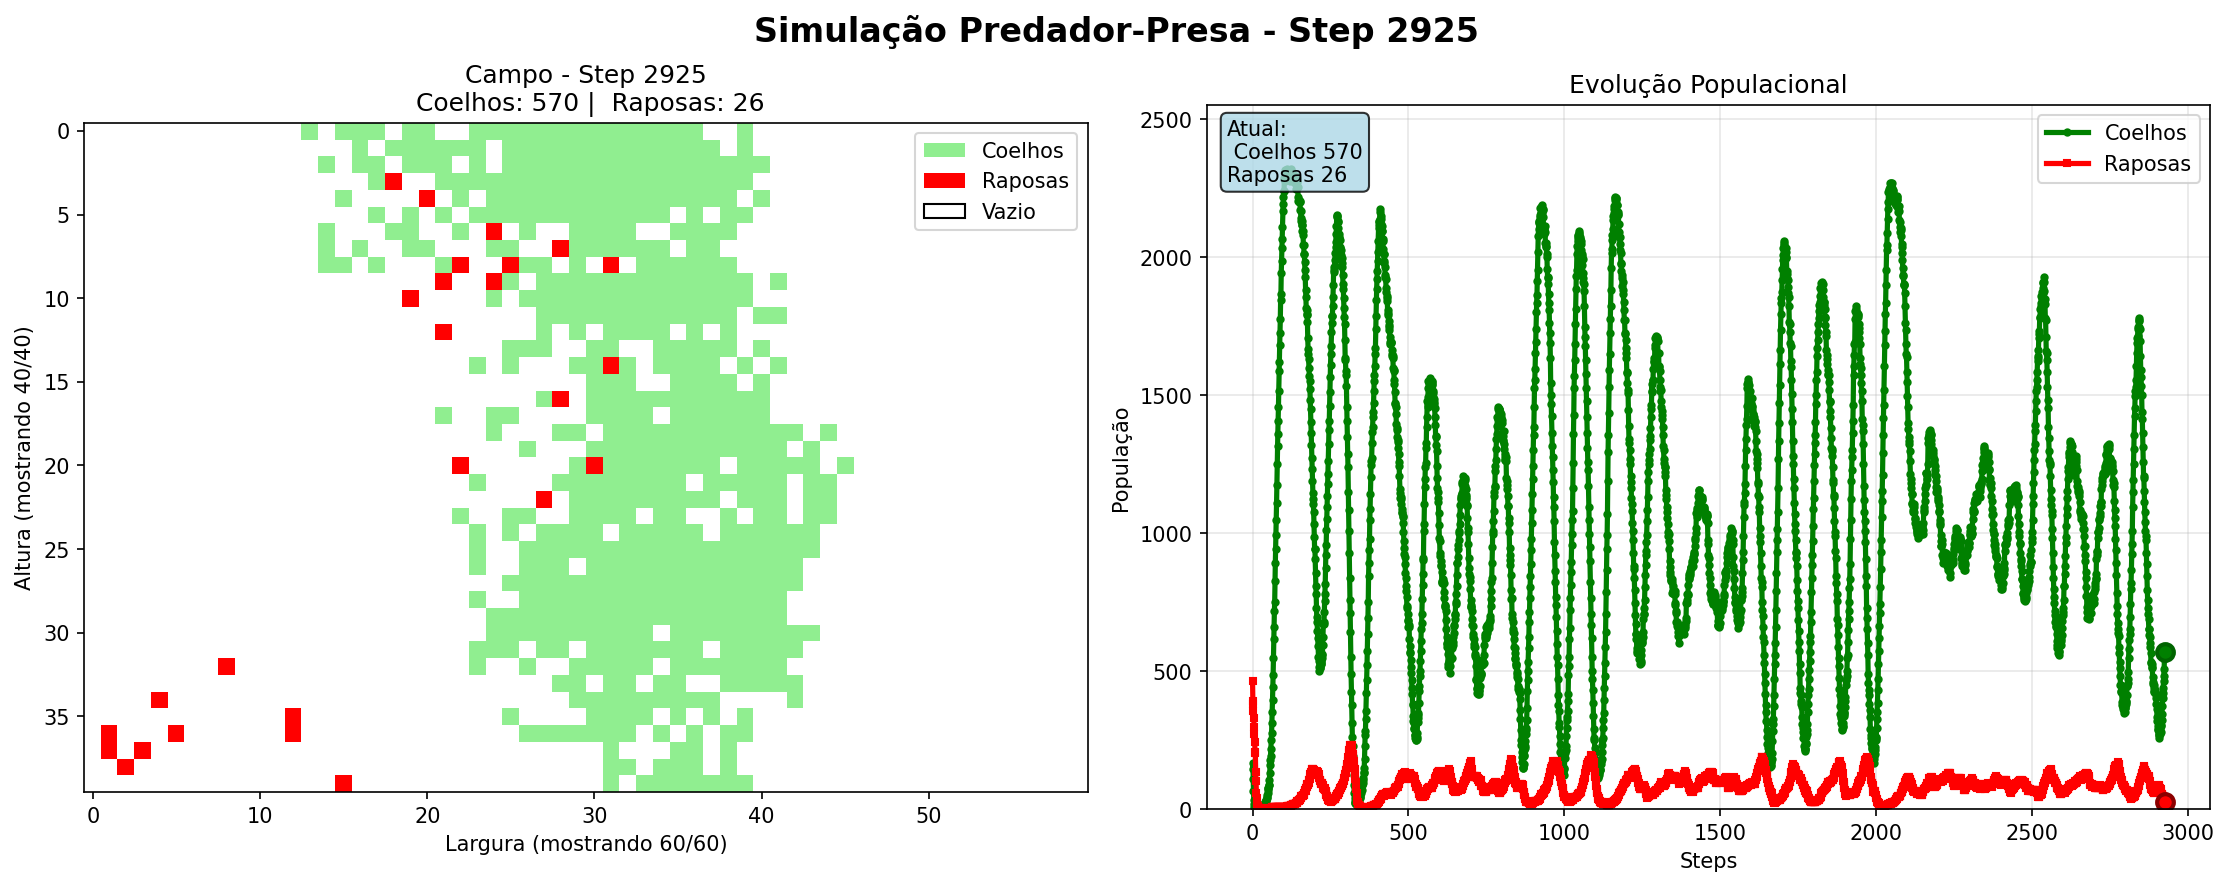 Simulação Predador-Presa - Step 2925
Campo - Step 2925
Coelhos: 570 |  Raposas: 26
Coelhos
Raposas
Vazio
0
5
10
15
20
25
30
35
Altura (mostrando 40/40)
0
10
20
30
40
50
Largura (mostrando 60/60)
Evolução Populacional
Atual:
Coelhos 570
Raposas 26
Coelhos
Raposas
2500
2000
1500
1000
500
0
População
0
500
1000
1500
2000
2500
3000
Steps